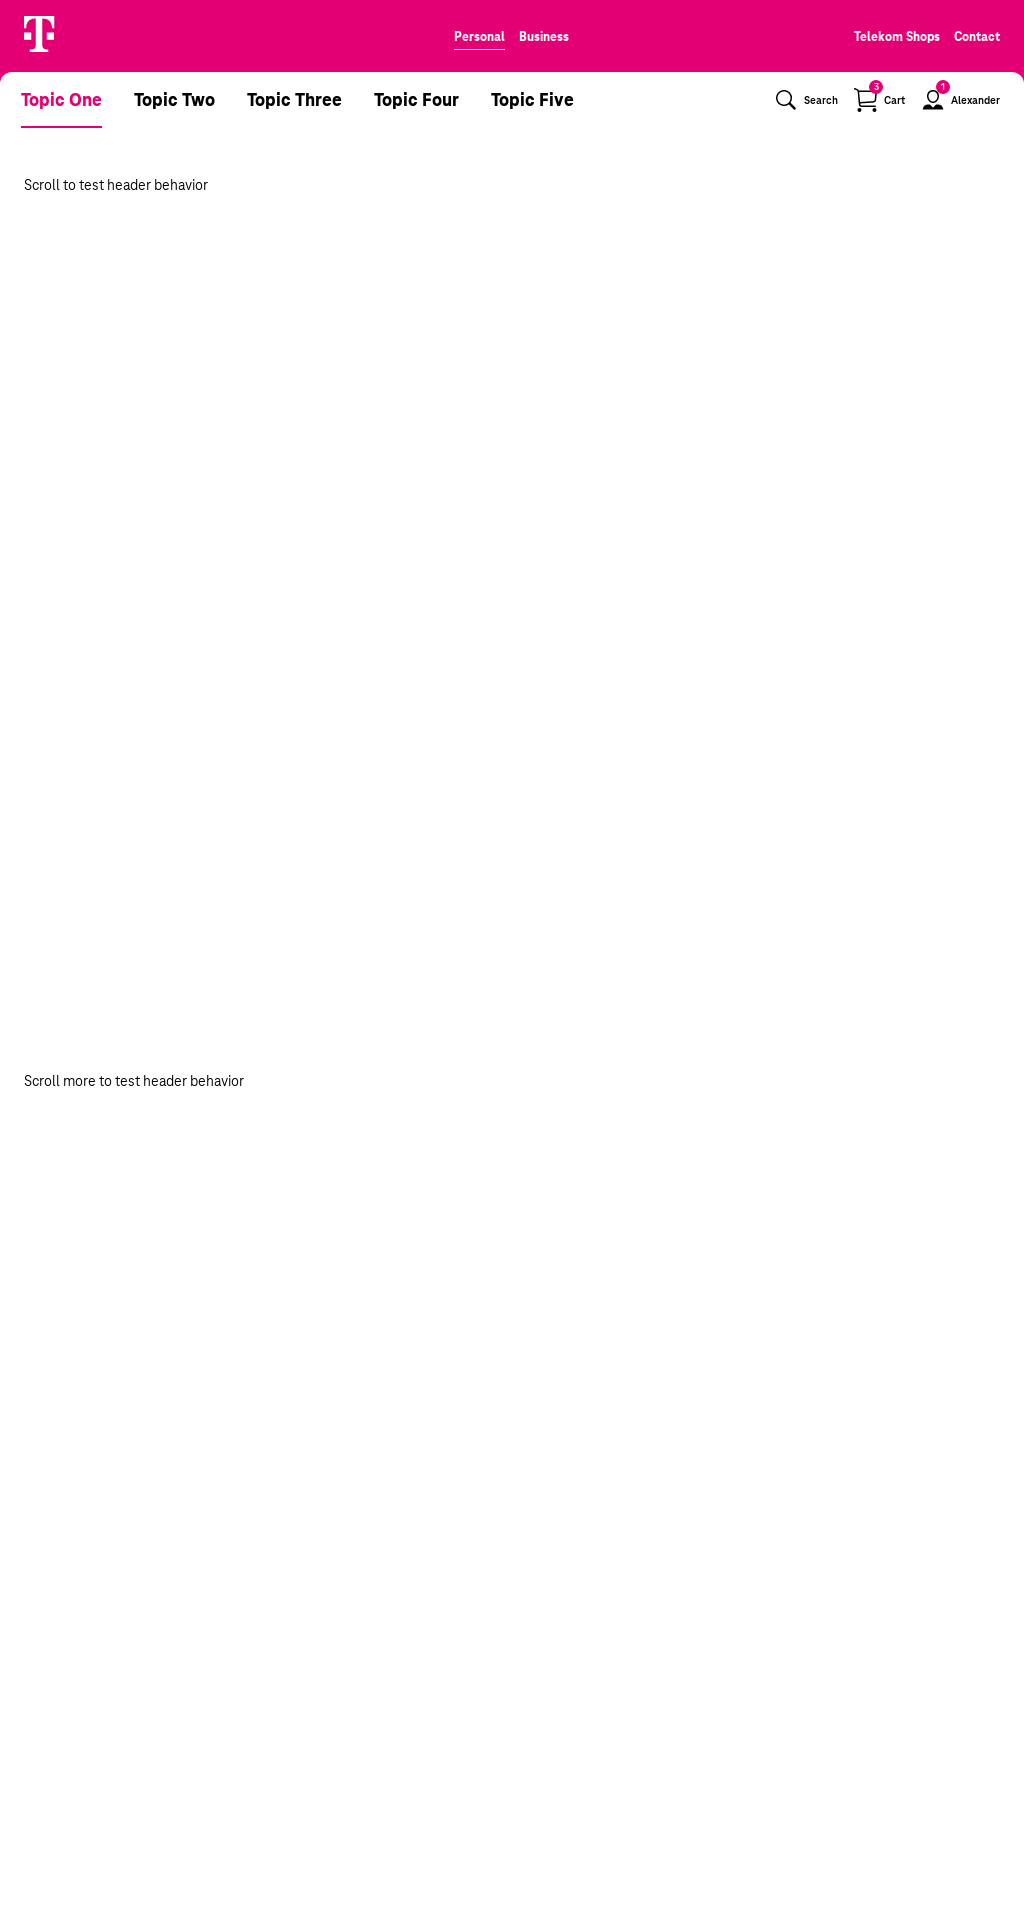 T
Personal Business
Telekom Shops Contact
Topic One Topic Two Topic Three Topic Four Topic Five
Search 3 Cart 1 Alexander
Scroll to test header behavior
Scroll more to test header behavior